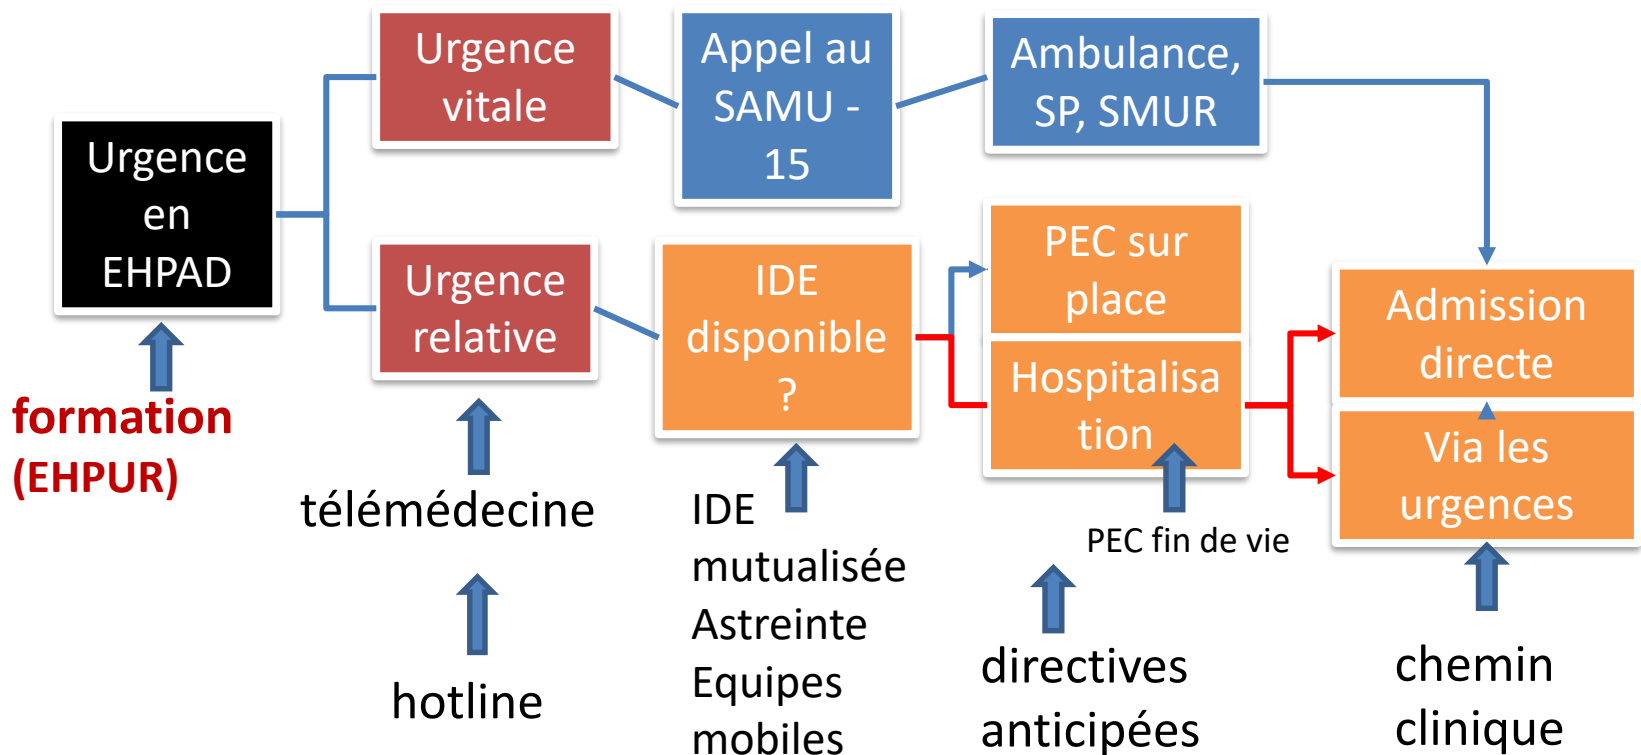 Urgence
en
EHPAD
Urgence
vitale
Appel au
SAMU -
15
Ambulance,
SP, SMUR
Urgence
relative
IDE
disponible
?
PEC sur
place
Hospitalisa
tion
Admission
directe
Via les
urgences
formation
(EHPUR)
télémédecine
hotline
IDE
mutualisée
Astreinte
Equipes
mobiles
PEC fin de vie
directives
anticipées
chemin
clinique